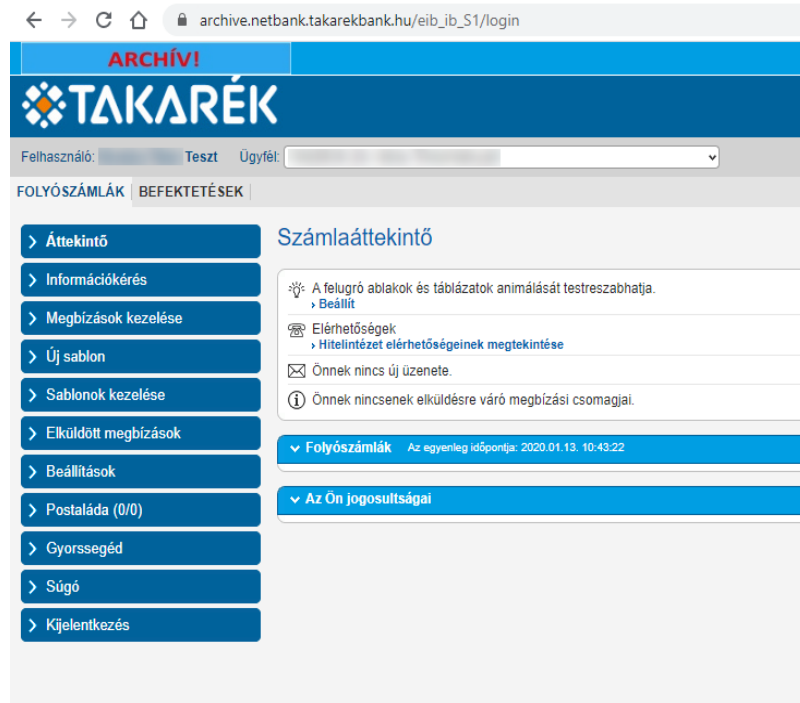 archive.netbank.takarekbank.hu/eib_ib_S1/login
ARCHÍV!
TAKARÉK
Felhasználó: Teszt Ügyfél:
FOLYÓSZÁMLÁK BEFEKTETÉSEK
Áttekintő
Információkérés
Megbízások kezelése
Új sablon
Sablonok kezelése
Elküldött megbízások
Beállítások
Postaláda (0/0)
Gyorssegéd
Súgó
Kijelentkezés
Számlaáttekintő
A felugró ablakok és táblázatok animálását testreszabhatja.
› Beállít
Elérhetőségek
› Hitelintézet elérhetőségeinek megtekintése
Önnek nincs új üzenete.
Önnek nincsenek elküldésre váró megbízási csomagjai.
Folyószámlák Az egyenleg időpontja: 2020.01.13. 10:43:22
Az Ön jogosultságai